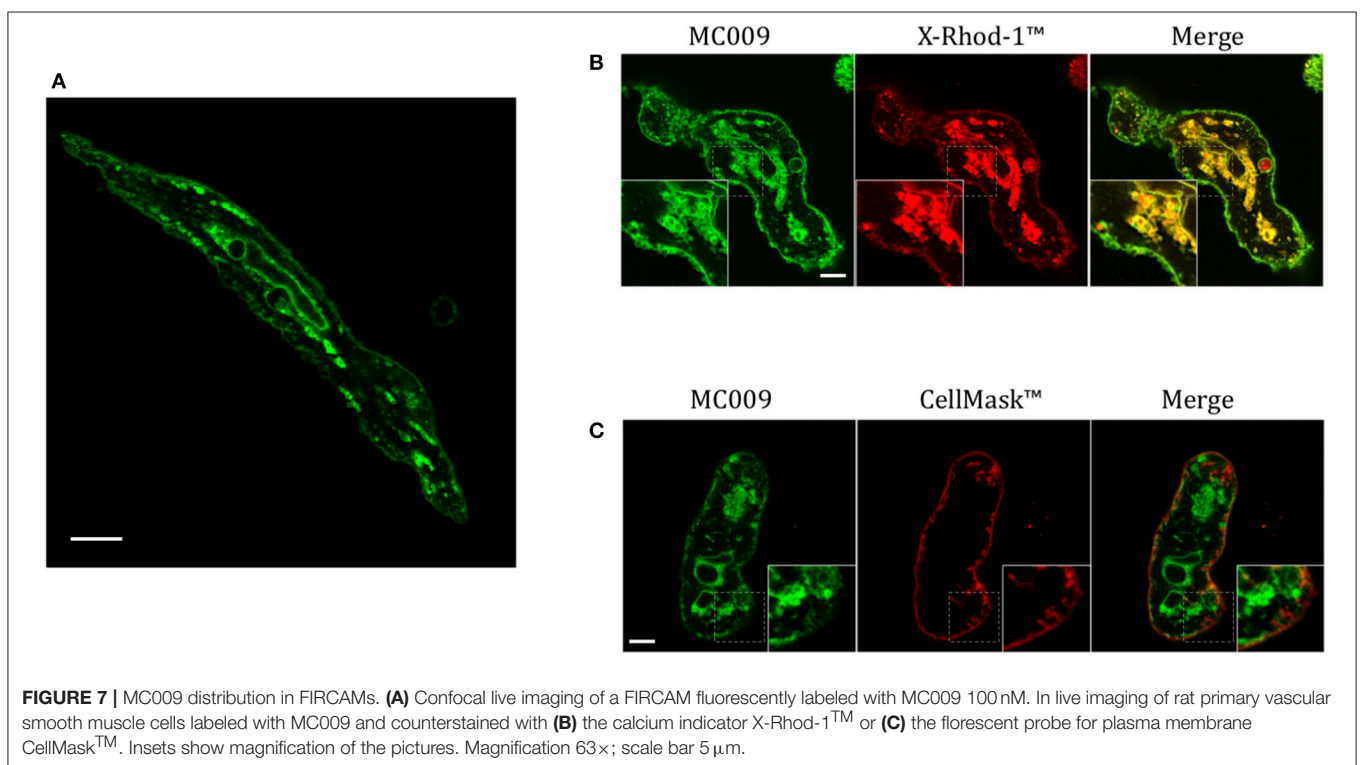 A
B
MC009 X-Rhod-1™ Merge
C
MC009 CellMask™ Merge
FIGURE 7 | MC009 distribution in FIRCAMs. (A) Confocal live imaging of a FIRCAM fluorescently labeled with MC009 100 nM. In live imaging of rat primary vascular
smooth muscle cells labeled with MC009 and counterstained with (B) the calcium indicator X-Rhod-1™ or (C) the florescent probe for plasma membrane
CellMask™. Insets show magnification of the pictures. Magnification 63×; scale bar 5 μm.